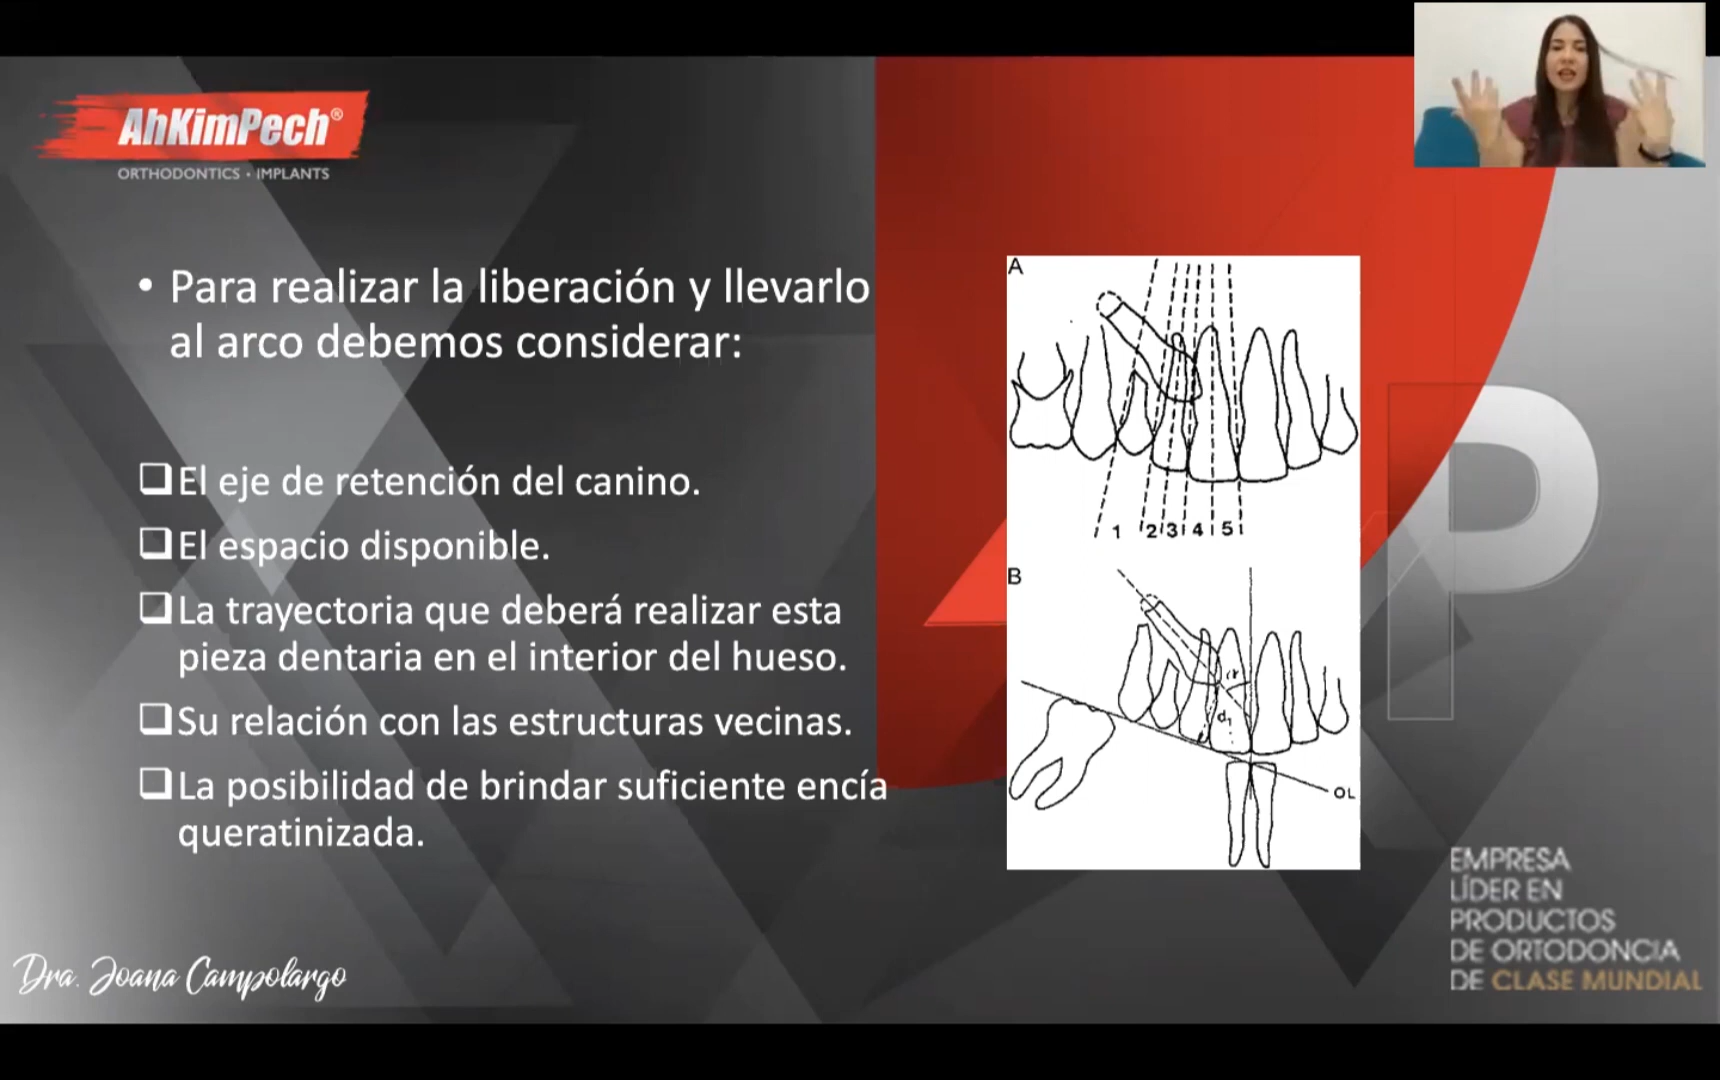 AhKimPech®
ORTHODONTICS • IMPLANTS
• Para realizar la liberación y llevarlo
al arco debemos considerar:
❑El eje de retención del canino.
❑El espacio disponible.
❑La trayectoria que deberá realizar esta
pieza dentaria en el interior del hueso.
❑Su relación con las estructuras vecinas.
❑La posibilidad de brindar suficiente encía
queratinizada.
A
1 2 3 4 5
B
α
d1
OL
P
EMPRESA
LÍDER EN
PRODUCTOS
DE ORTODONCIA
DE CLASE MUNDIAL
Dra. Joana Campolargo